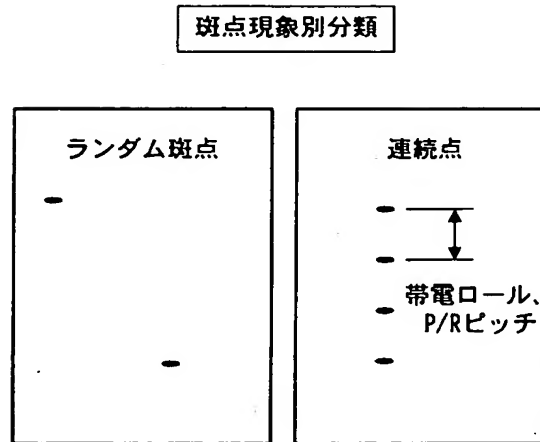 斑点現象別分類
ランダム斑点
連続点
帯電ロール、
P/Rピッチ